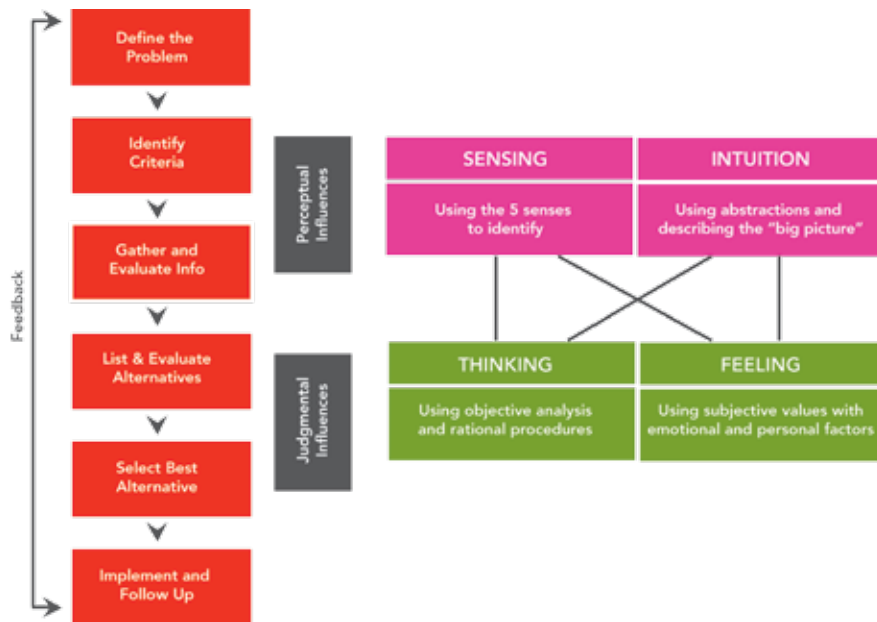 Define the
Problem
Identify
Criteria
Gather and
Evaluate Info
List & Evaluate
Alternatives
Select Best
Alternative
Implement and
Follow Up
Feedback
Perceptual
Influences
Judgmental
Influences
SENSING
Using the 5 senses
to identify
INTUITION
Using abstractions and
describing the "big picture"
THINKING
Using objective analysis
and rational procedures
FEELING
Using subjective values with
emotional and personal factors